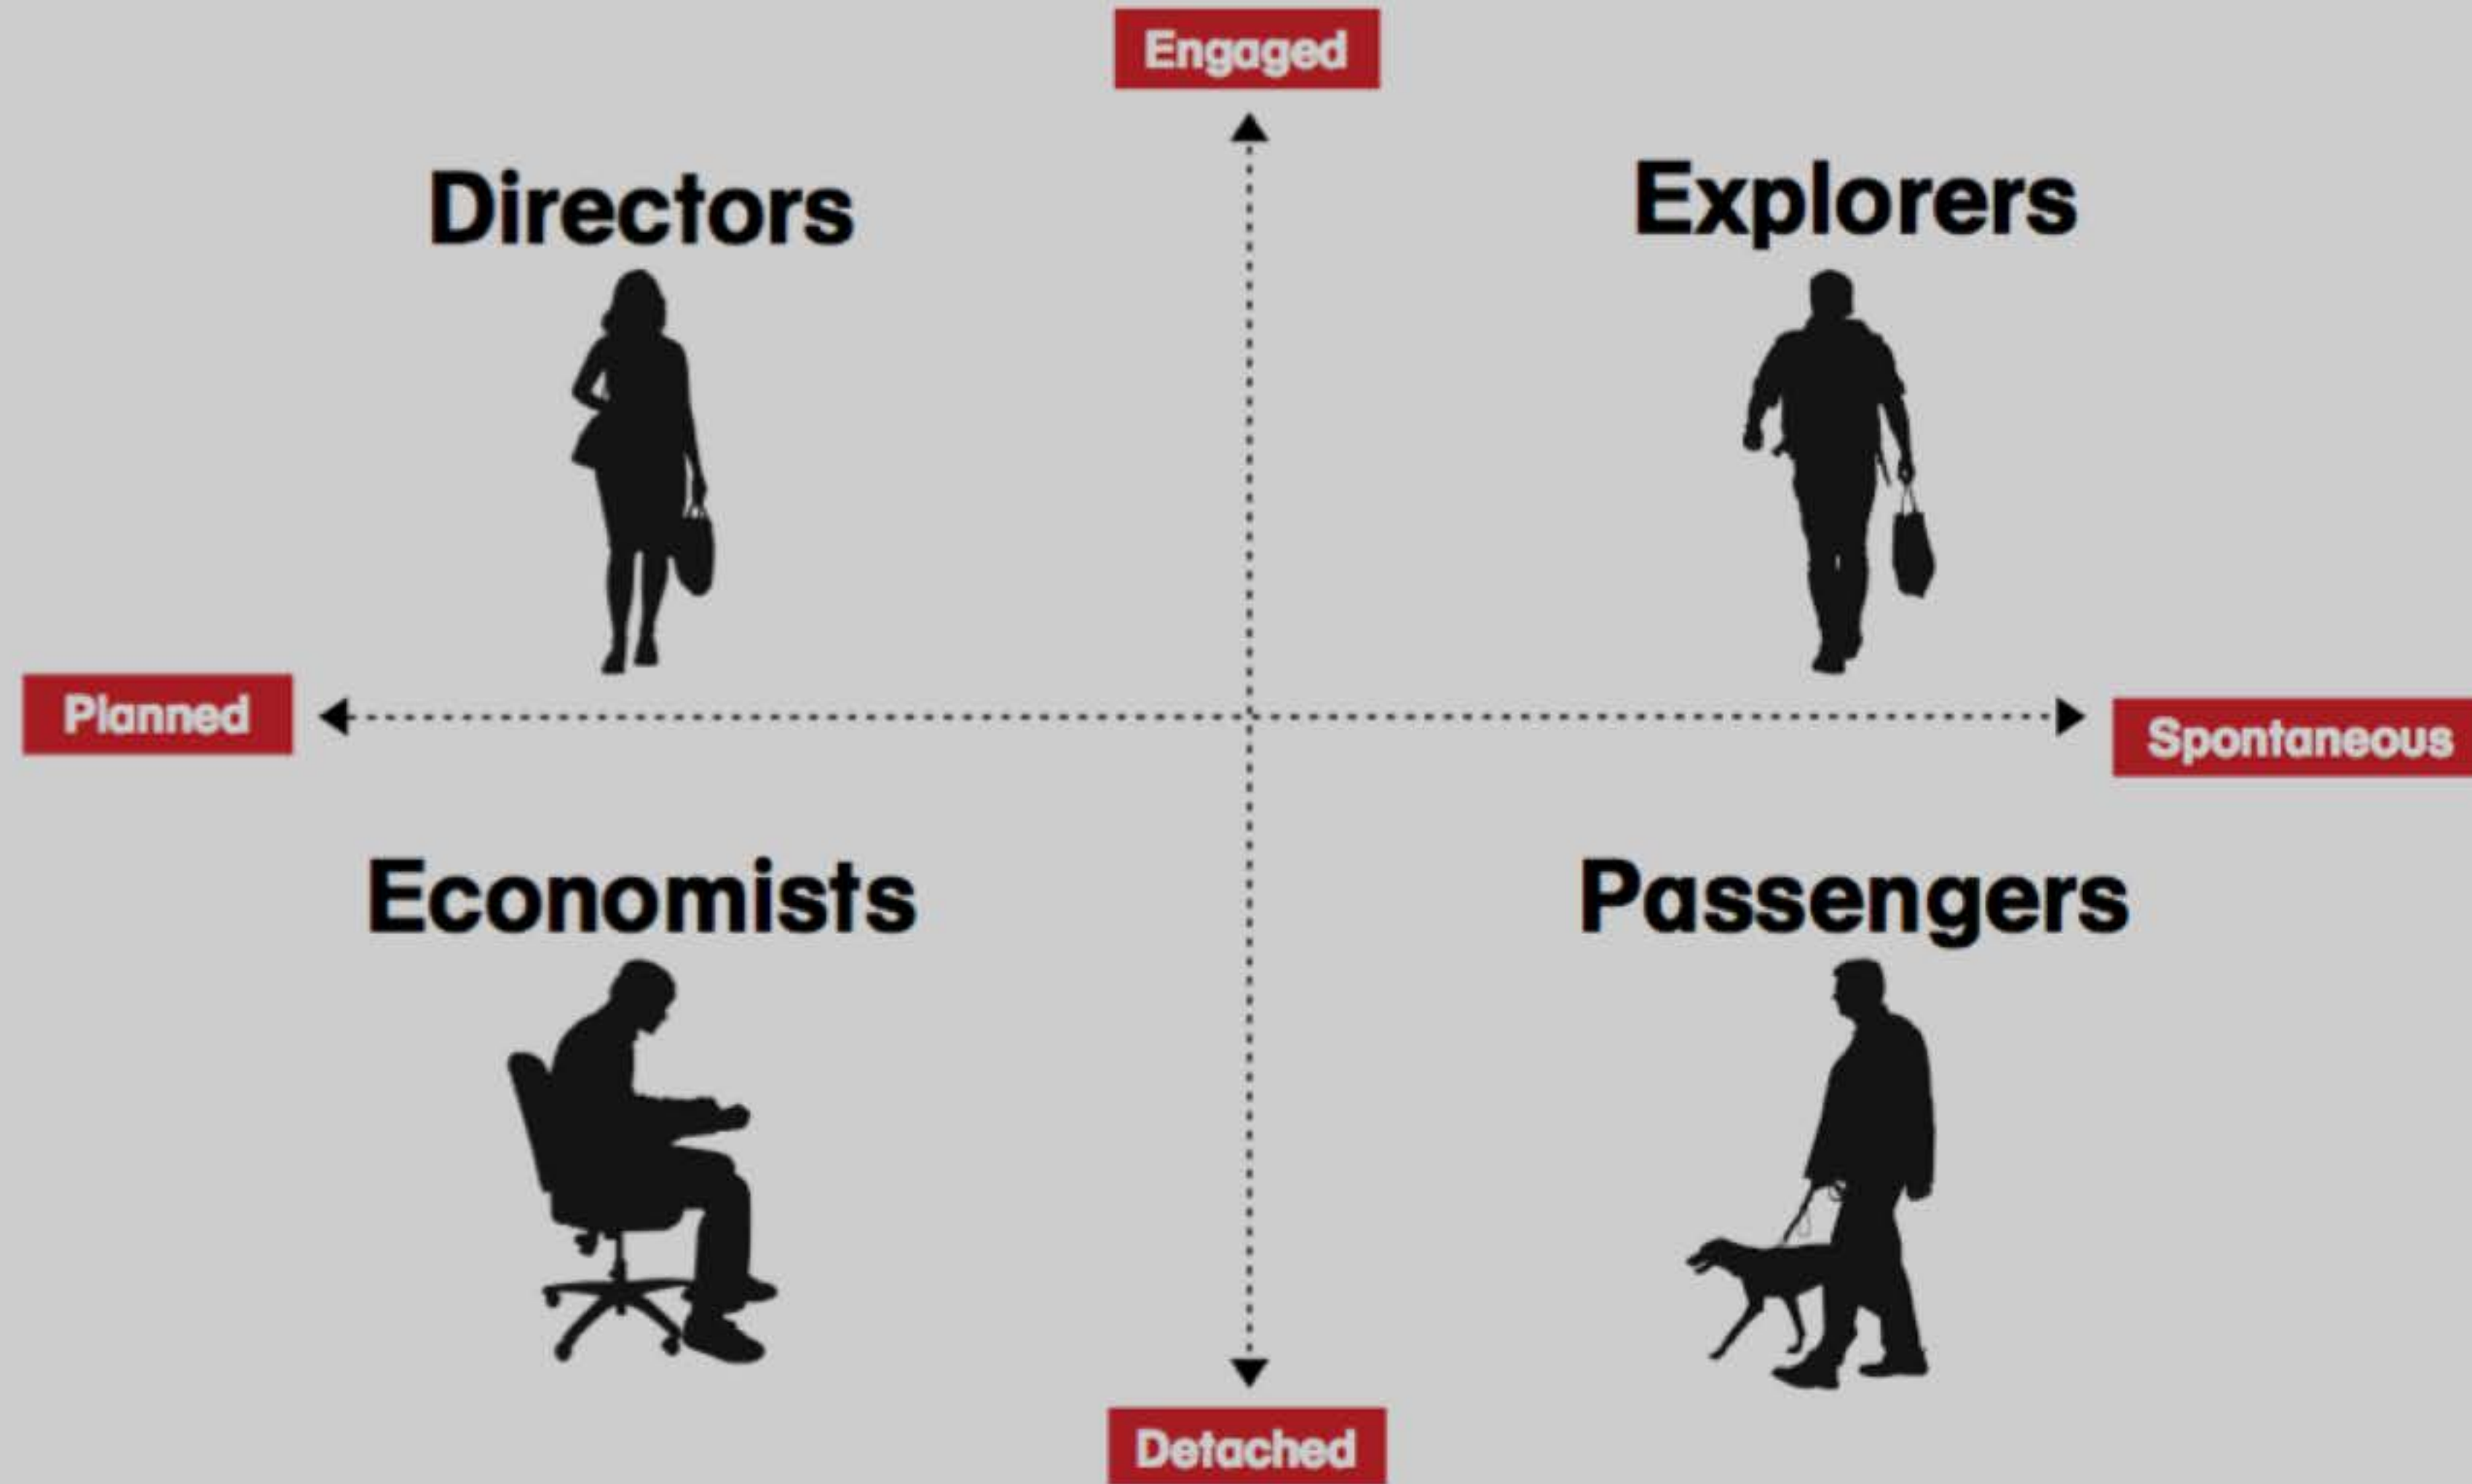 Engaged
Directors
Explorers
Planned
Spontaneous
Economists
Passengers
Detached